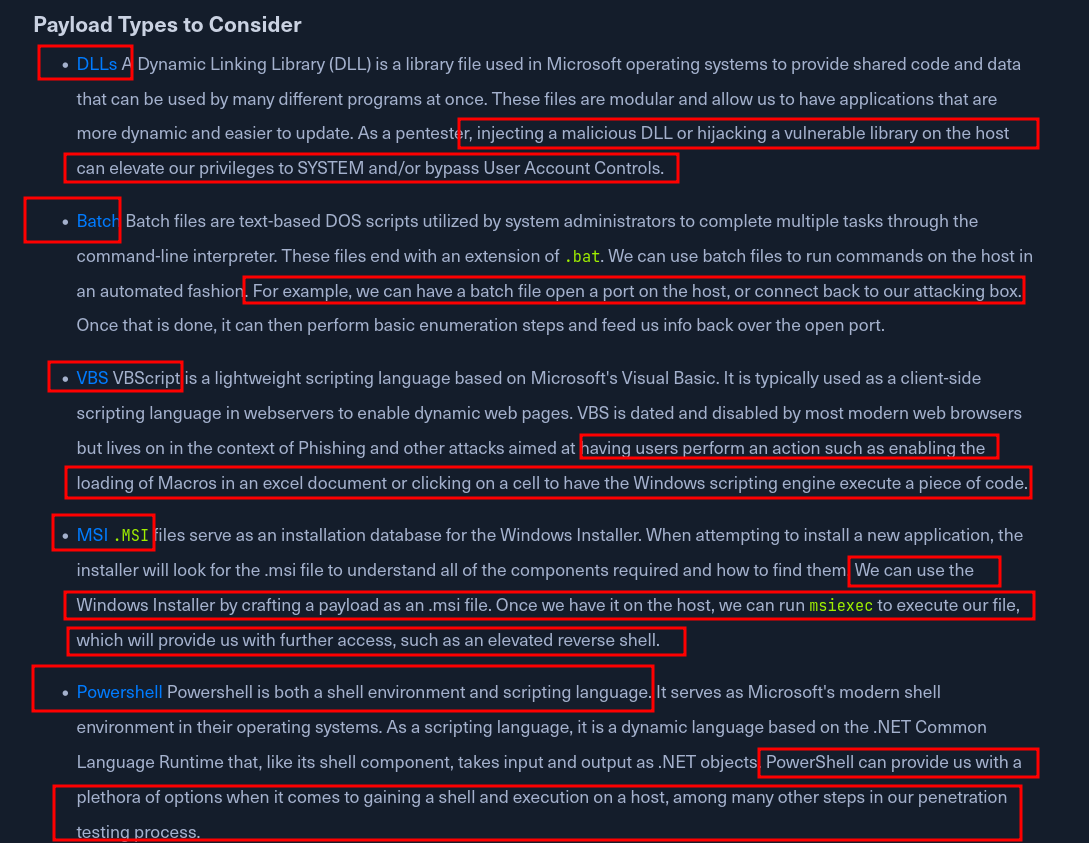 Payload Types to Consider
• DLLs A Dynamic Linking Library (DLL) is a library file used in Microsoft operating systems to provide shared code and data
that can be used by many different programs at once. These files are modular and allow us to have applications that are
more dynamic and easier to update. As a pentester, injecting a malicious DLL or hijacking a vulnerable library on the host
can elevate our privileges to SYSTEM and/or bypass User Account Controls.
• Batch Batch files are text-based DOS scripts utilized by system administrators to complete multiple tasks through the
command-line interpreter. These files end with an extension of .bat. We can use batch files to run commands on the host in
an automated fashion. For example, we can have a batch file open a port on the host, or connect back to our attacking box.
Once that is done, it can then perform basic enumeration steps and feed us info back over the open port.
• VBS VBScript is a lightweight scripting language based on Microsoft's Visual Basic. It is typically used as a client-side
scripting language in webservers to enable dynamic web pages. VBS is dated and disabled by most modern web browsers
but lives on in the context of Phishing and other attacks aimed at having users perform an action such as enabling the
loading of Macros in an excel document or clicking on a cell to have the Windows scripting engine execute a piece of code.
• MSI .MSI files serve as an installation database for the Windows Installer. When attempting to install a new application, the
installer will look for the .msi file to understand all of the components required and how to find them. We can use the
Windows Installer by crafting a payload as an .msi file. Once we have it on the host, we can run msiexec to execute our file,
which will provide us with further access, such as an elevated reverse shell.
• Powershell Powershell is both a shell environment and scripting language. It serves as Microsoft's modern shell
environment in their operating systems. As a scripting language, it is a dynamic language based on the .NET Common
Language Runtime that, like its shell component, takes input and output as .NET objects. PowerShell can provide us with a
plethora of options when it comes to gaining a shell and execution on a host, among many other steps in our penetration
testing process.